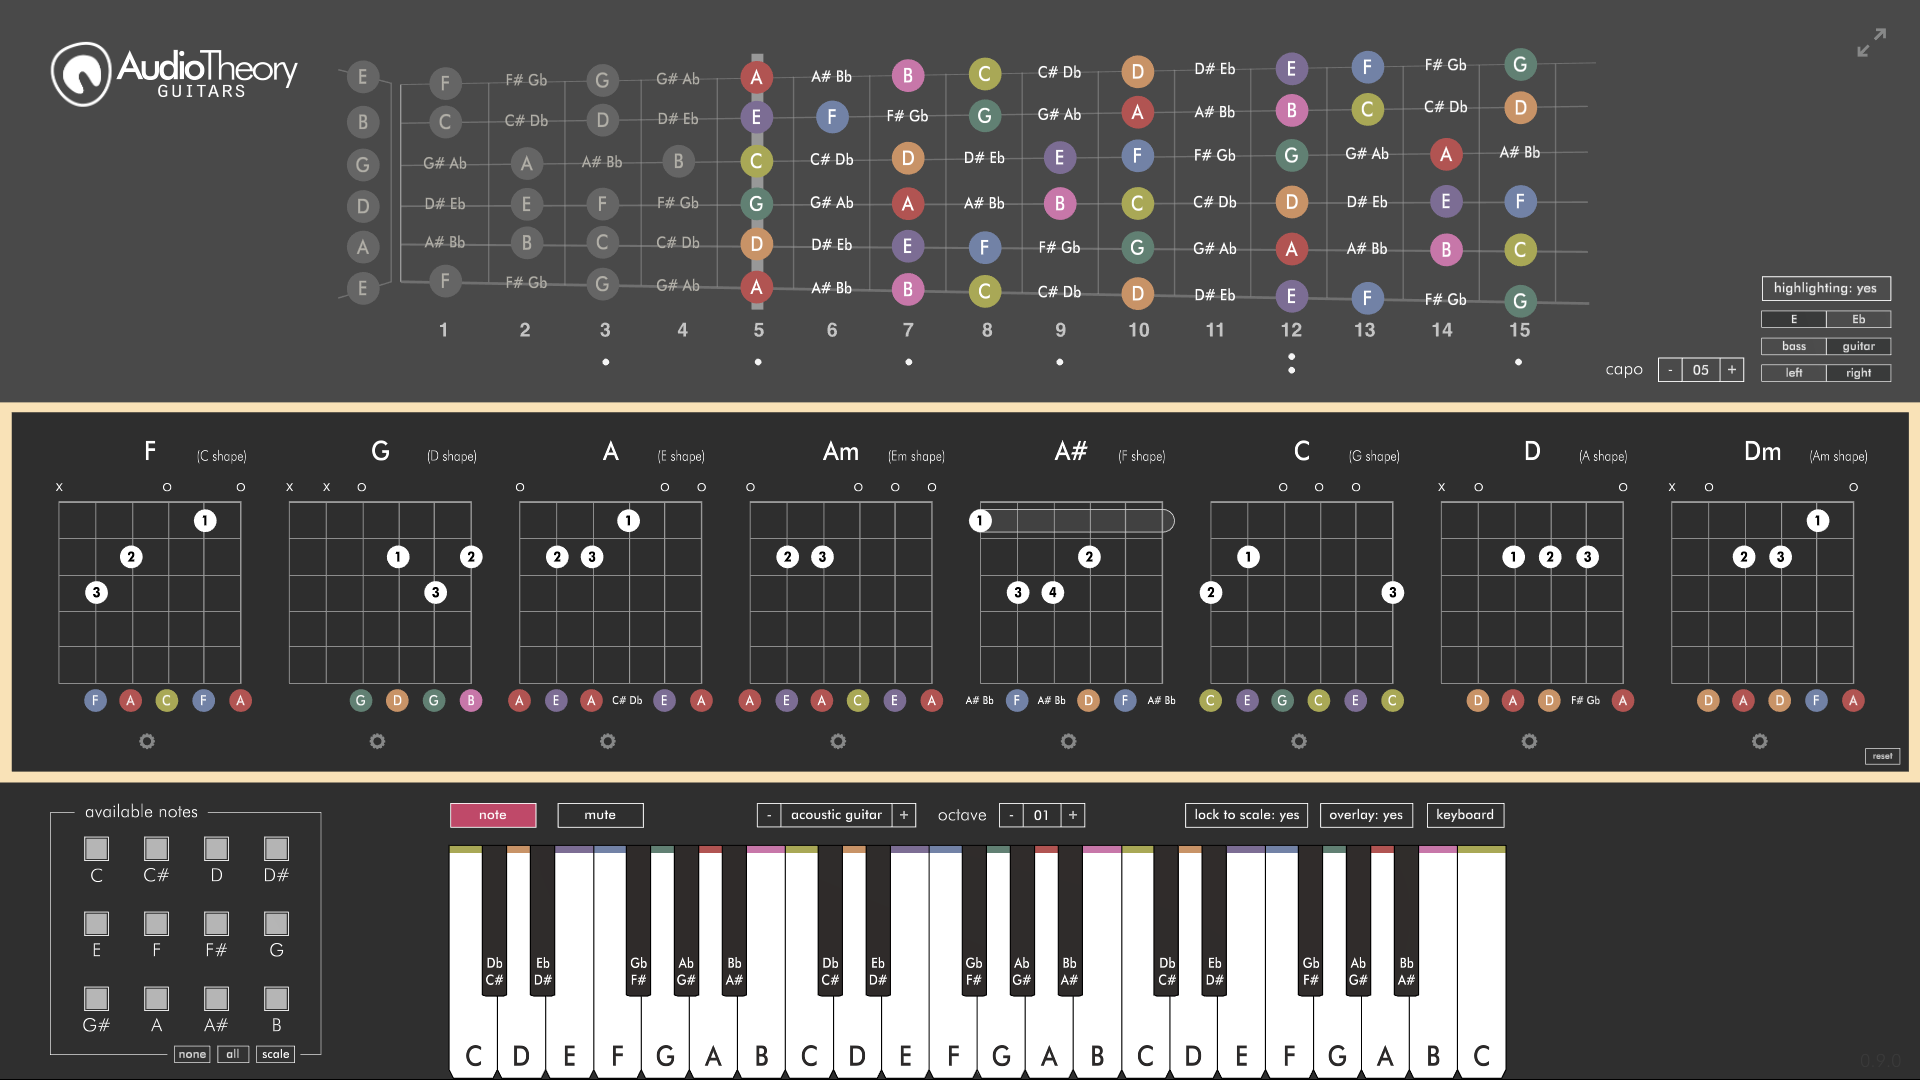 AudioTheory
GUITARS
E F F# Gb G G# Ab A A# Bb B C C# Db D D# Eb E F F# Gb G
B C C# Db D D# Eb E F F# Gb G G# Ab A A# Bb B C C# Db D
G G# Ab A A# Bb B C C# Db D D# Eb E F F# Gb G G# Ab A A# Bb
D D# Eb E F F# Gb G G# Ab A A# Bb B C C# Db D D# Eb E F
A A# Bb B C C# Db D D# Eb E F F# Gb G G# Ab A A# Bb B C
E F F# Gb G G# Ab A A# Bb B C C# Db D D# Eb E F F# Gb G
1 2 3 4 5 6 7 8 9 10 11 12 13 14 15
highlighting: yes
E Eb
bass guitar
capo - 05 + left right
F (C shape) G (D shape) A (E shape) Am (Em shape) A# (F shape) C (G shape) D (A shape) Dm (Am shape)
x o o x x o o o o o o o o o o o x o o x o o
1 1 1 1
2 1 2 2 3 2 3 2 1 1 2 3 2 3
3 3 3 4 2 3
F A C F A G D G B A E A C# Db E A A E A C E A A# Bb F A# Bb D F A# Bb C E G C E C D A D F# Gb A D A D F A
reset
available notes
note mute - acoustic guitar + octave - 01 + lock to scale: yes overlay: yes keyboard
C C# D D#
E F F# G
G# A A# B
none all scale
Db Eb Gb Ab Bb Db Eb Gb Ab Bb Db Eb Gb Ab Bb
C# D# F# G# A# C# D# F# G# A# C# D# F# G# A#
C D E F G A B C D E F G A B C D E F G A B C
0.9.0